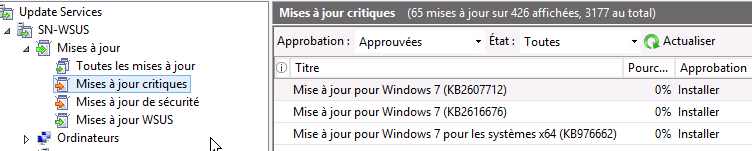 Update Services
SN-WSUS
Mises à jour
Toutes les mises à jour
Mises à jour critiques
Mises à jour de sécurité
Mises à jour WSUS
Ordinateurs
Mises à jour critiques (65 mises à jour sur 426 affichées, 3177 au total)
Approbation : Approuvées État : Toutes Actualiser
Titre Pourc... Approbation
Mise à jour pour Windows 7 (KB2607712) 0% Installer
Mise à jour pour Windows 7 (KB2616676) 0% Installer
Mise à jour pour Windows 7 pour les systèmes x64 (KB976662) 0% Installer